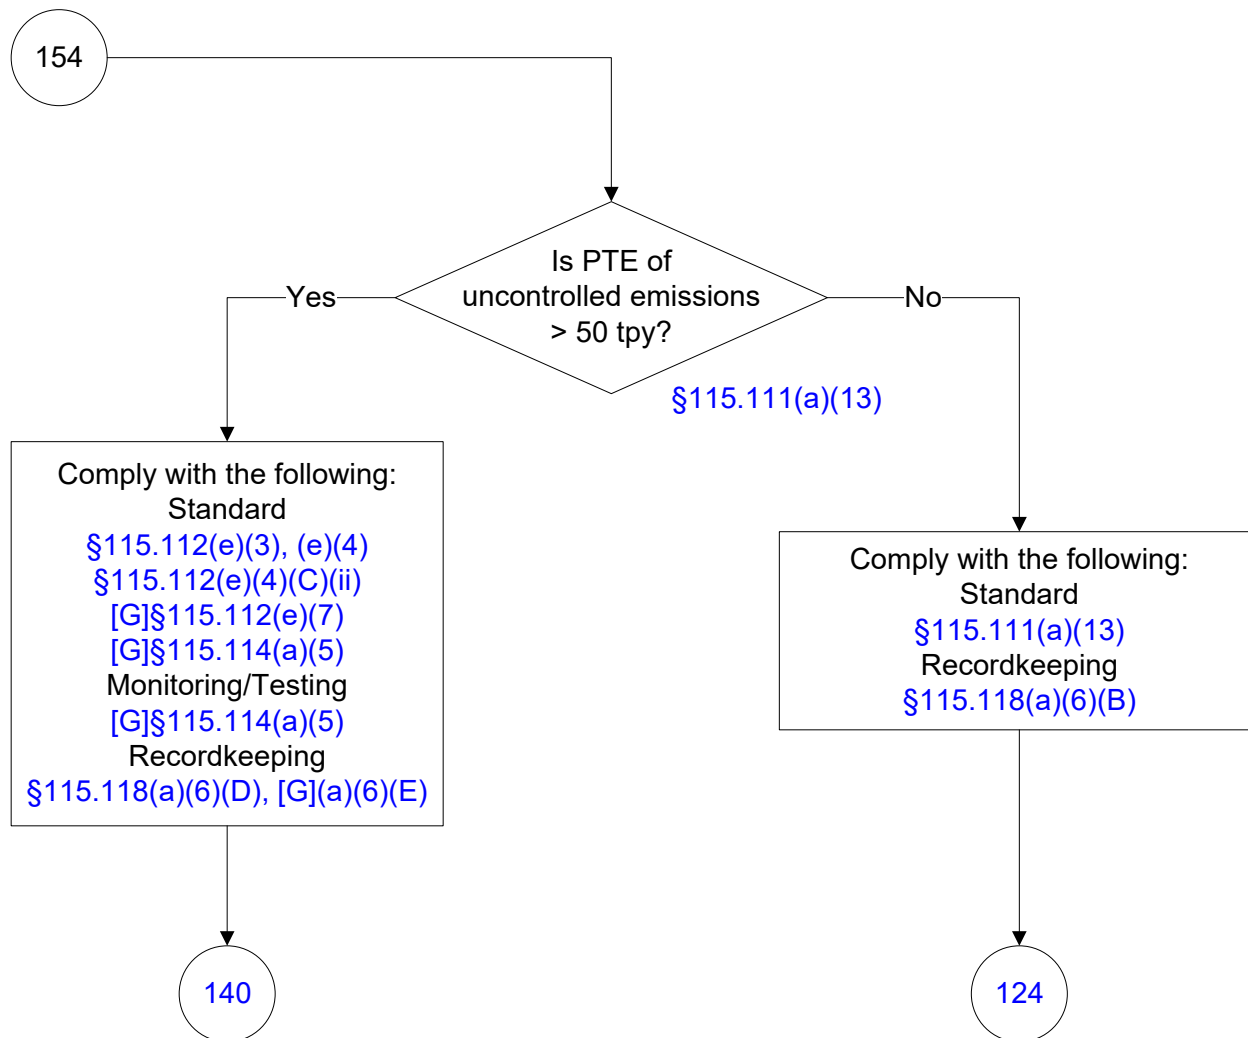 154
Is PTE of
uncontrolled emissions
> 50 tpy?
Yes
No
§115.111(a)(13)
Comply with the following:
Standard
§115.112(e)(3), (e)(4)
§115.112(e)(4)(C)(ii)
[G]§115.112(e)(7)
[G]§115.114(a)(5)
Monitoring/Testing
[G]§115.114(a)(5)
Recordkeeping
§115.118(a)(6)(D), [G](a)(6)(E)
Comply with the following:
Standard
§115.111(a)(13)
Recordkeeping
§115.118(a)(6)(B)
140
124